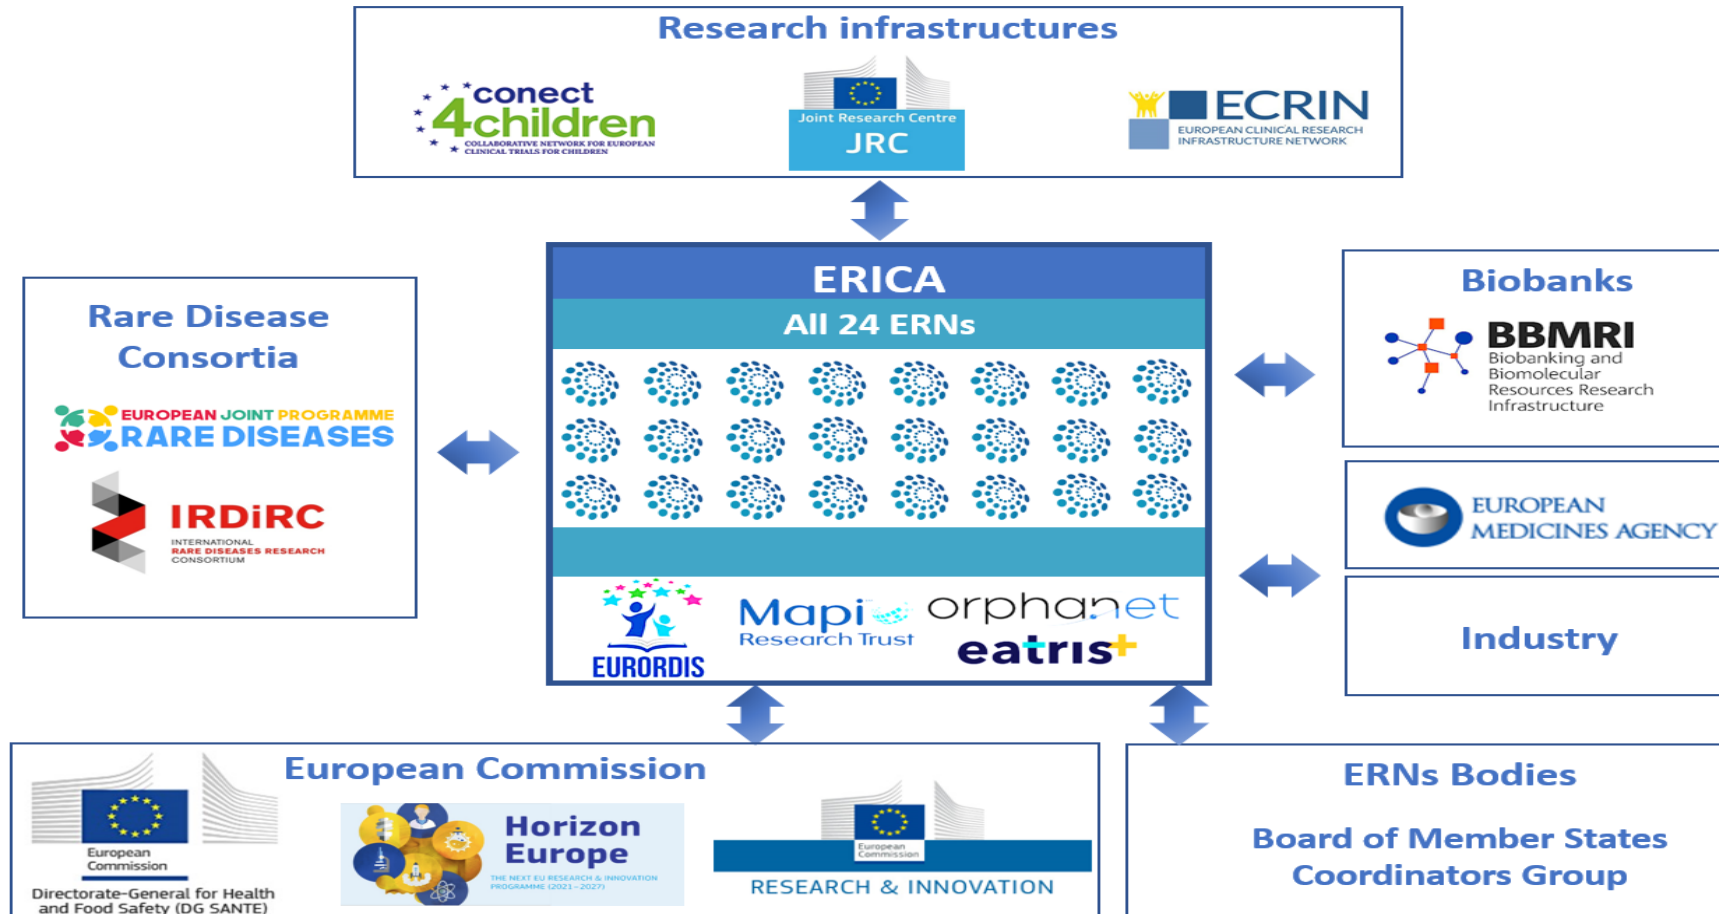 Research infrastructures
conect
4children
COLLABORATIVE NETWORK FOR EUROPEAN
CLINICAL TRIALS FOR CHILDREN
Joint Research Centre
JRC
ECRIN
EUROPEAN CLINICAL RESEARCH
INFRASTRUCTURE NETWORK
Rare Disease
Consortia
EUROPEAN JOINT PROGRAMME
RARE DISEASES
IRDiRC
INTERNATIONAL
RARE DISEASES RESEARCH
CONSORTIUM
ERICA
All 24 ERNs
EURORDIS
Mapi
Research Trust
orphanet
eatris+
Biobanks
BBMRI
Biobanking and
Biomolecular
Resources Research
Infrastructure
EUROPEAN
MEDICINES AGENCY
Industry
European Commission
European
Commission
Directorate-General for Health
and Food Safety (DG SANTE)
Horizon
Europe
THE NEXT EU RESEARCH & INNOVATION
PROGRAMME (2021–2027)
European
Commission
RESEARCH & INNOVATION
ERNs Bodies
Board of Member States
Coordinators Group